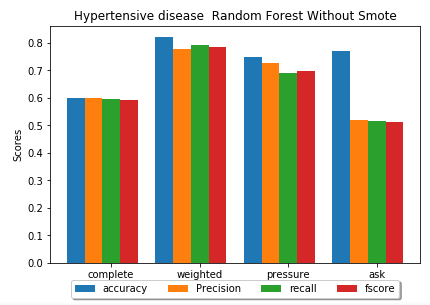 Hypertensive disease  Random Forest Without Smote
0.8
0.7
0.6
0.5
0.4
0.3
0.2
0.1
0.0
Scores
complete weighted pressure ask
accuracy Precision recall fscore